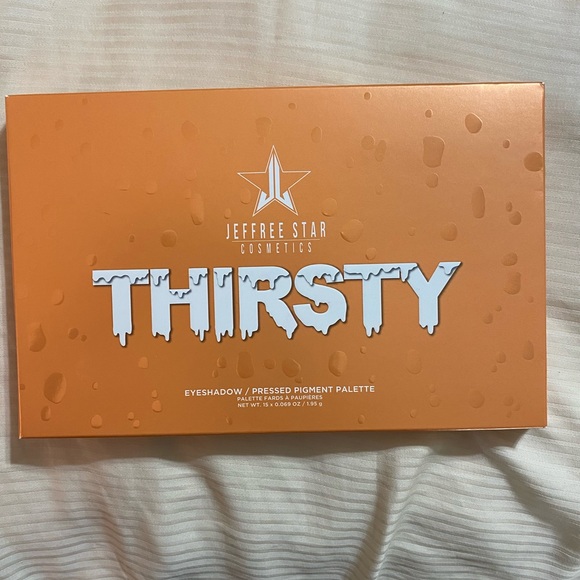 JEFFREE STAR
COSMETICS
THIRSTY
EYESHADOW / PRESSED PIGMENT PALETTE
PALETTE FARDS À PAUPIÈRES
NET WT. 15 x 0.069 OZ / 1.95 g